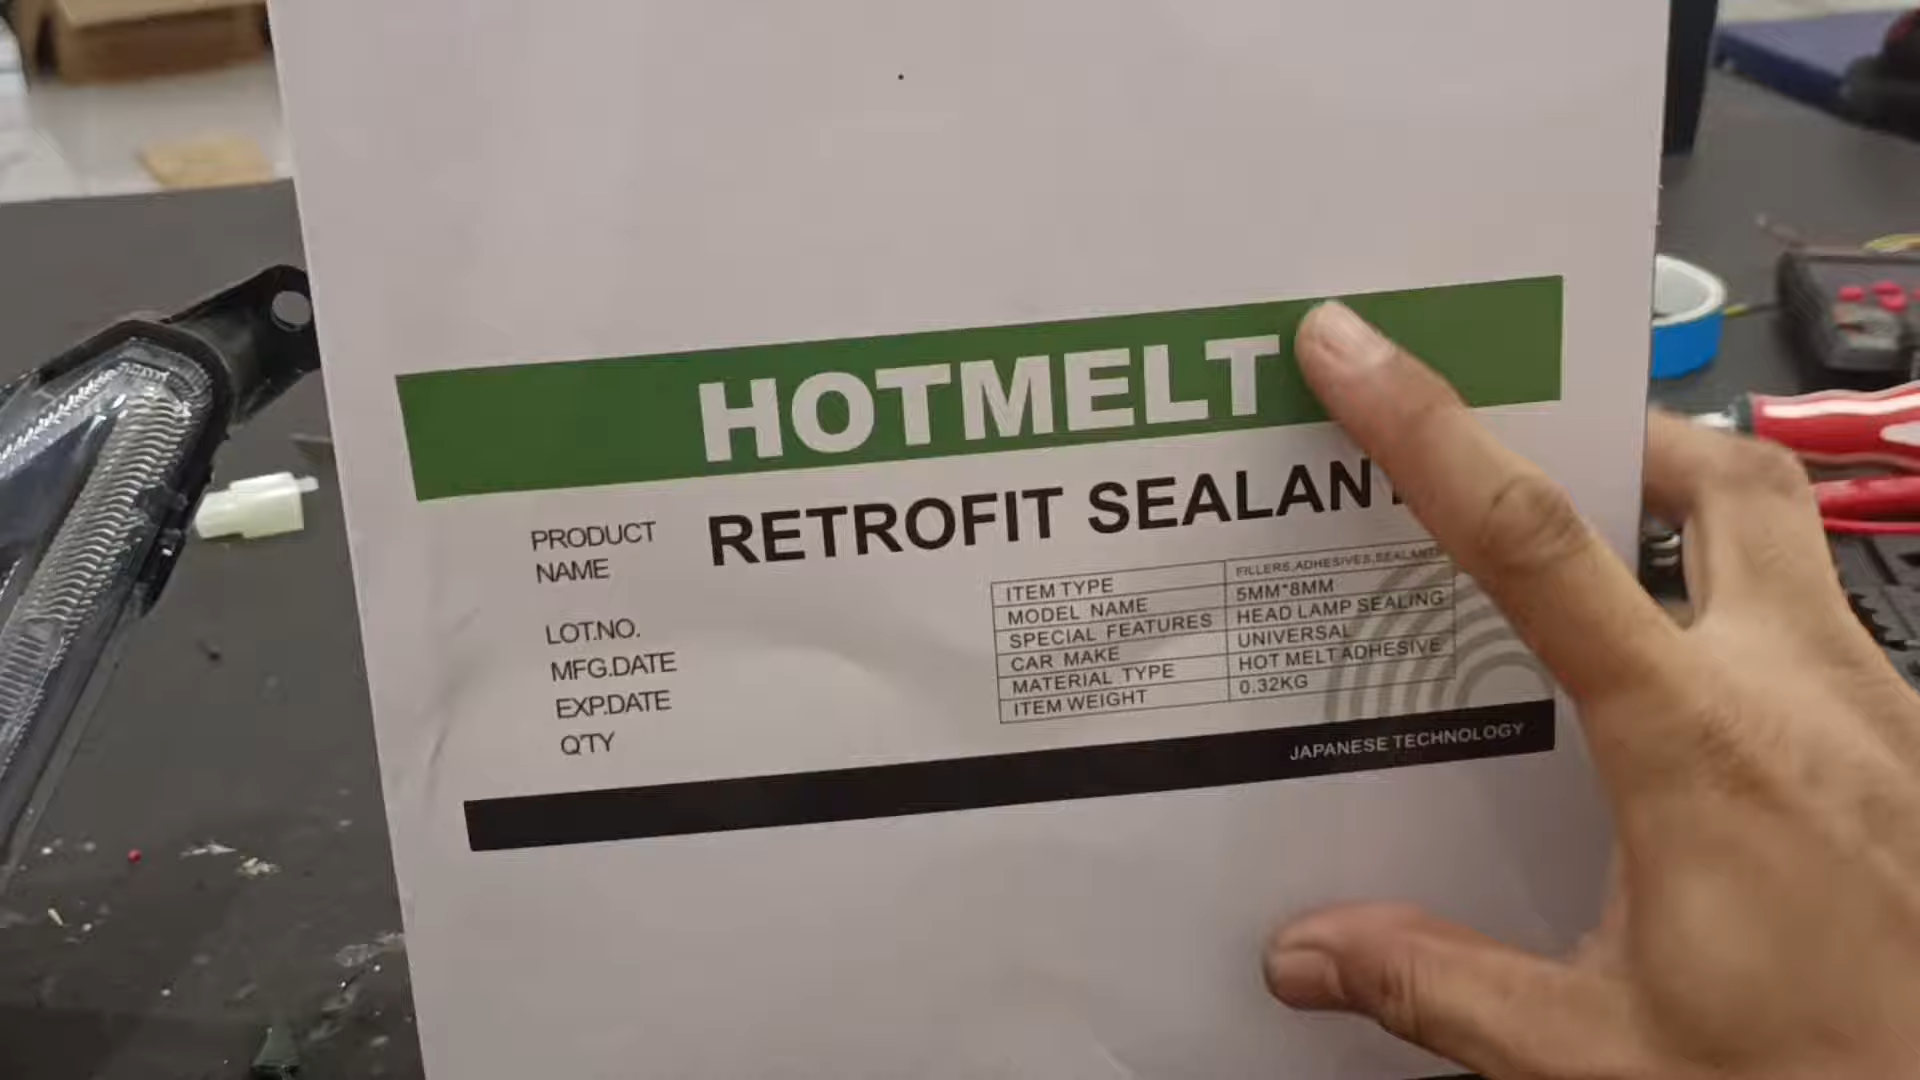 HOTMELT
PRODUCT NAME
RETROFIT SEALANT
LOT.NO.
MFG.DATE
EXP.DATE
Q'TY
ITEM TYPE FILLERS,ADHESIVES,SEALANTS
MODEL NAME 5MM*8MM
SPECIAL FEATURES HEAD LAMP SEALING
CAR MAKE UNIVERSAL
MATERIAL TYPE HOT MELT ADHESIVE
ITEM WEIGHT 0.32KG
JAPANESE TECHNOLOGY